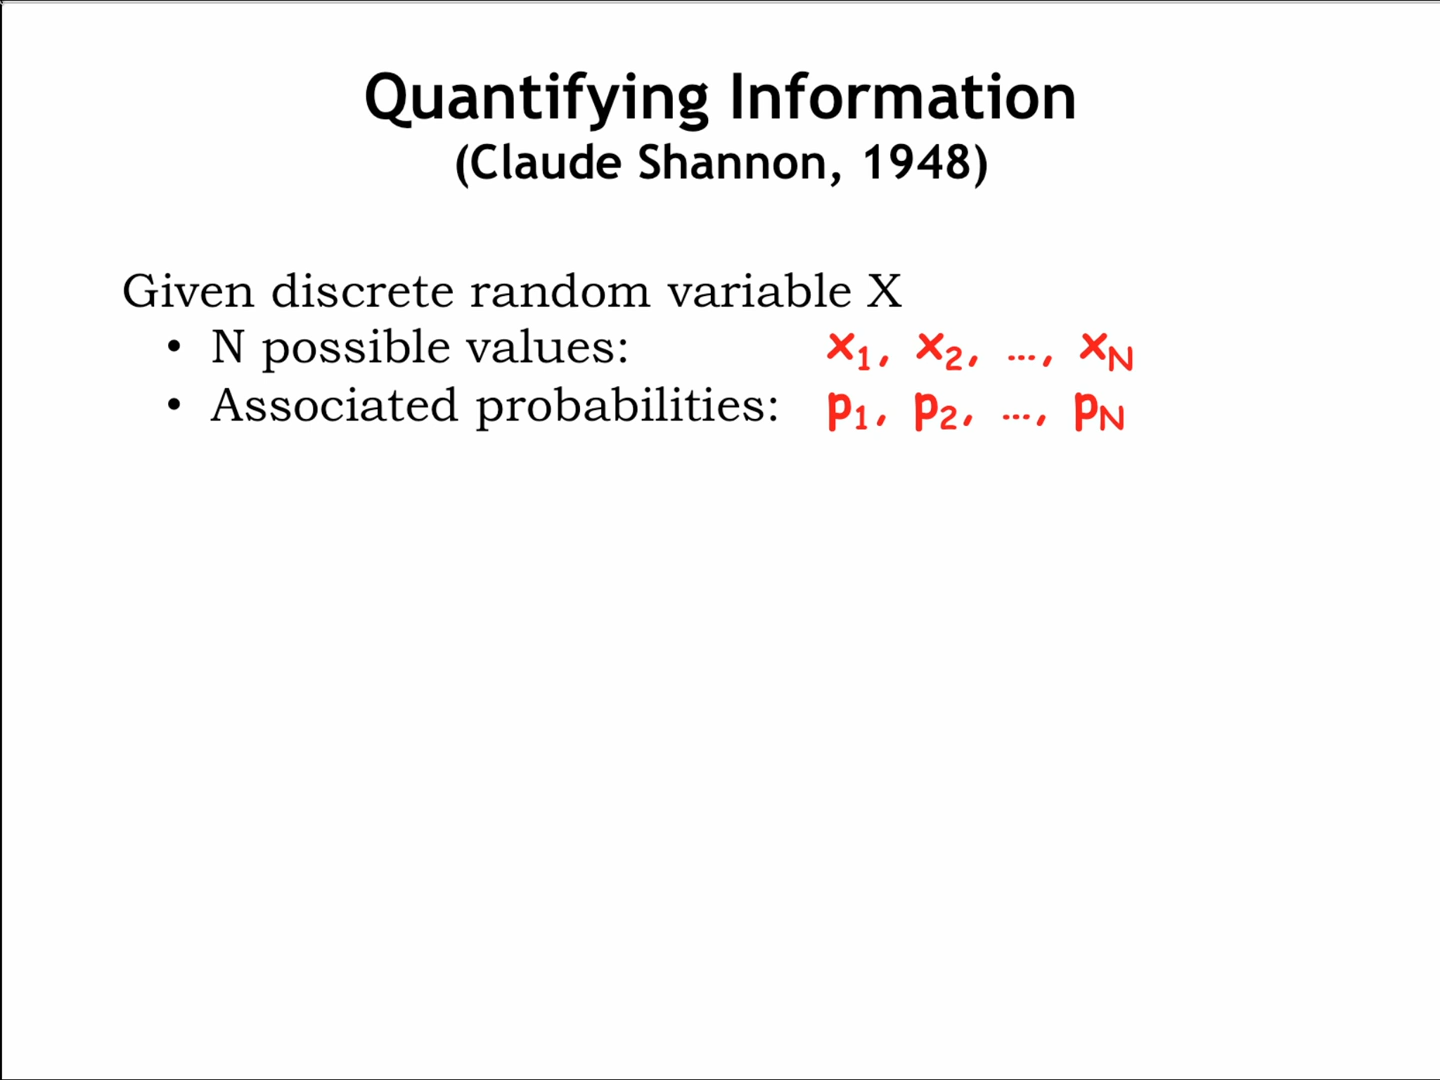 Quantifying Information
(Claude Shannon, 1948)
Given discrete random variable X
• N possible values: x₁, x₂, …, x_N
• Associated probabilities: p₁, p₂, …, p_N